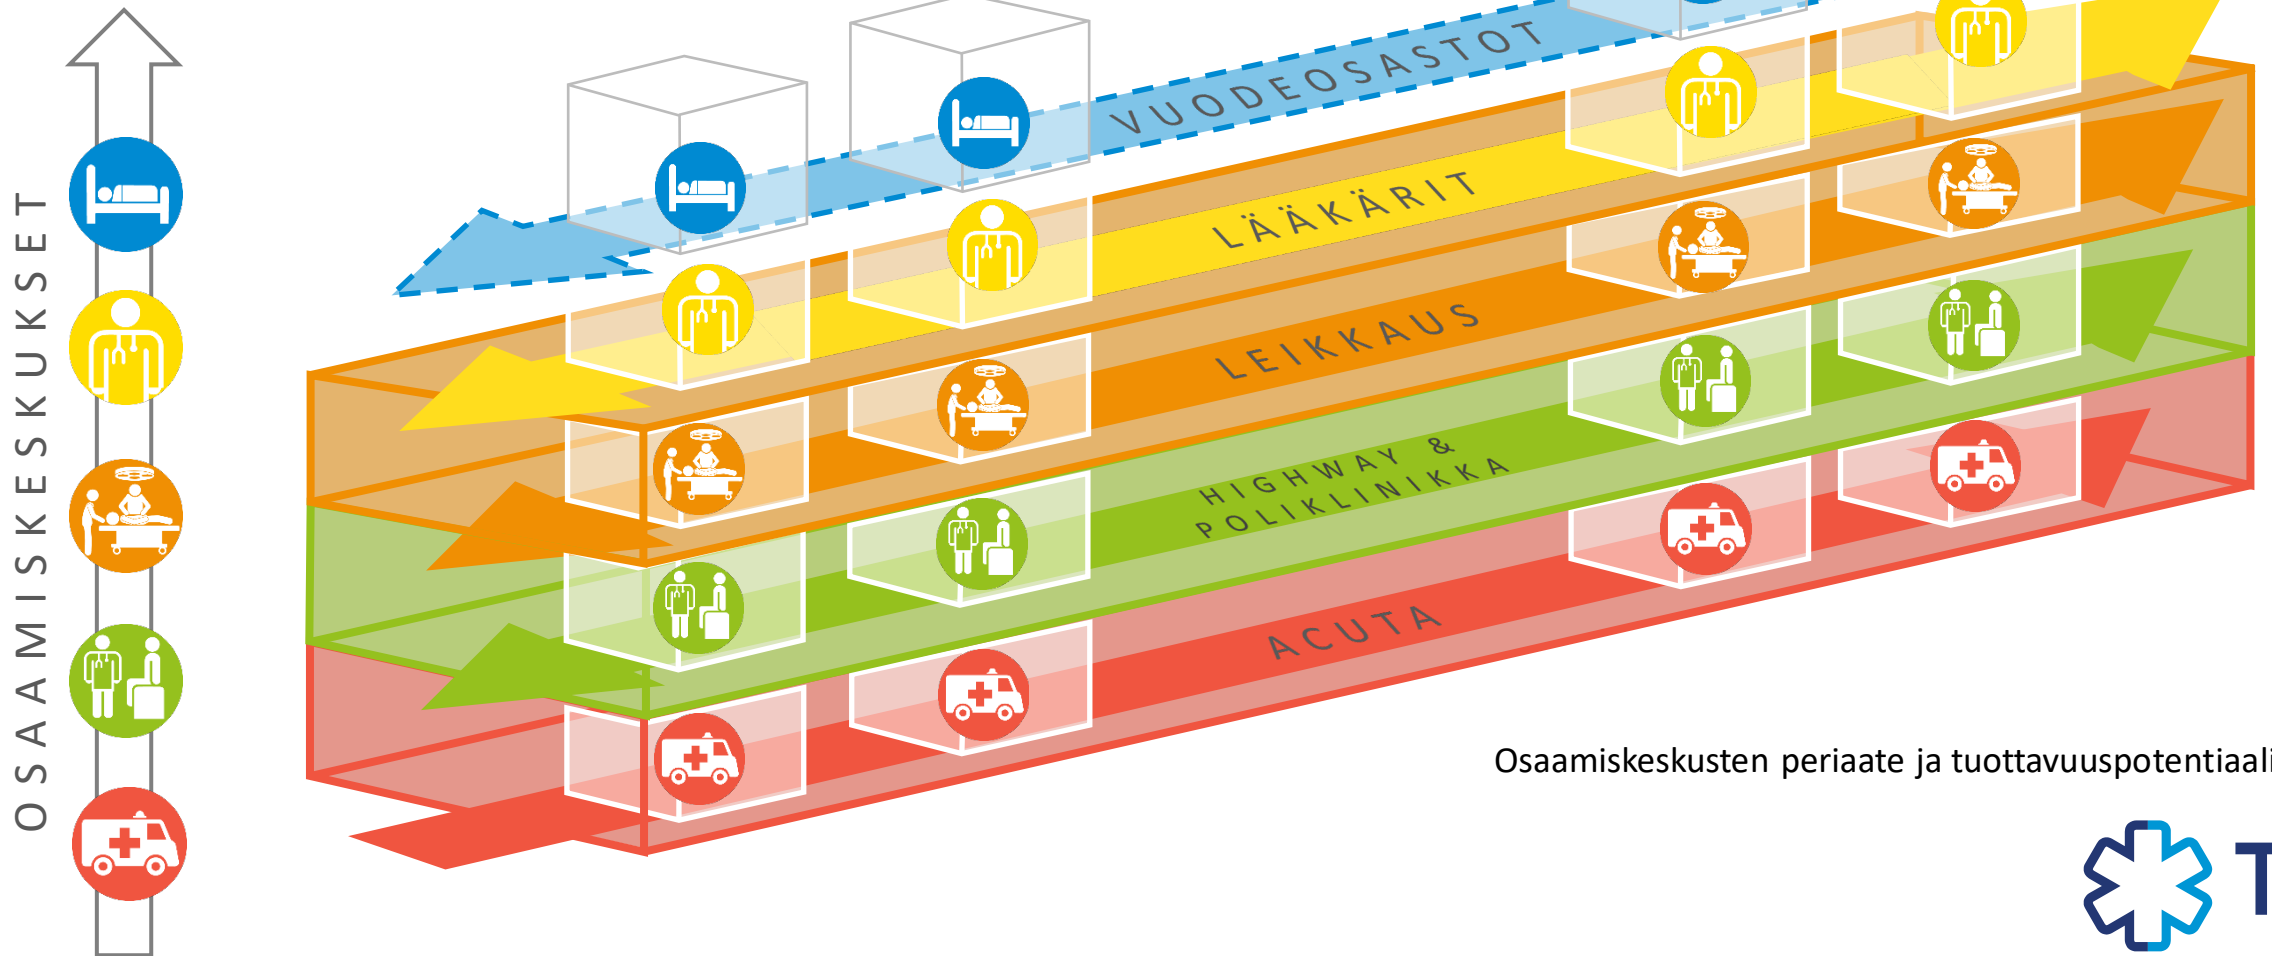 OSAAMISKESKUKSET
VUODEOSASTOT
LÄÄKÄRIT
LEIKKAUS
HIGHWAY &
POLIKLINIKKA
ACUTA
Osaamiskeskusten periaate ja tuottavuuspotentiaali
T